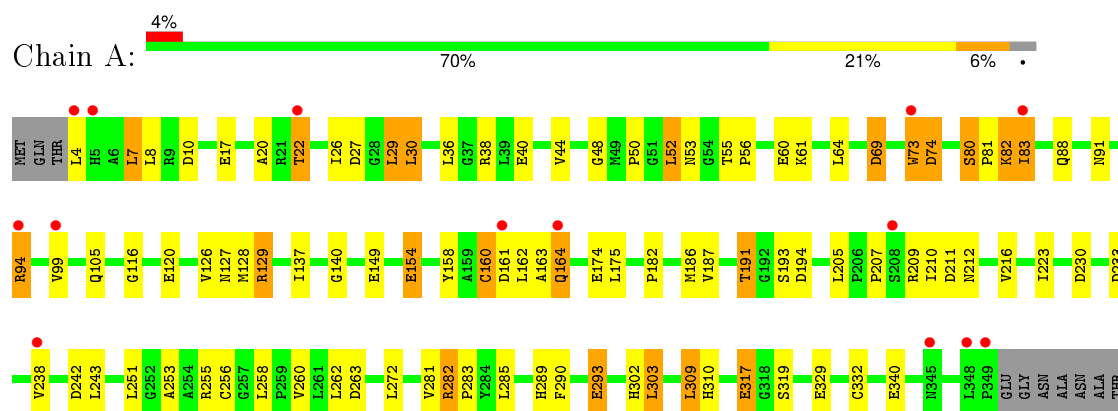 4%
Chain A:
70% 21% 6% •
MET GLN THR L4 H5 A6 L7 L8 R9 D10 E17 A20 R21 T22 I26 D27 G28 L29 L30 L36 G37 R38 L39 E40 V44 G48 M49 P50 G51 L52 N53 G54 T55 P56 E60 K61 L64 D69 W73 D74 S80 P81 K82 I83 Q88 N91
R94 V99 Q105 G116 E120 V126 N127 M128 R129 I137 G140 E149 E154 Y158 A159 C160 D161 L162 A163 Q164 E174 L175 P182 M186 V187 T191 G192 S193 D194 L205 P206 P207 S208 R209 I210 D211 N212 V216 I223 D230
V238 D242 L243 L251 G252 A253 A254 R255 C256 G257 L258 P259 V260 L261 L262 D263 L272 V281 R282 P283 Y284 L285 H289 F290 E293 H302 L303 L309 H310 E317 G318 S319 E329 C332 E340 N345 L348 P349 GLU GLY ASN ALA ASN ALA